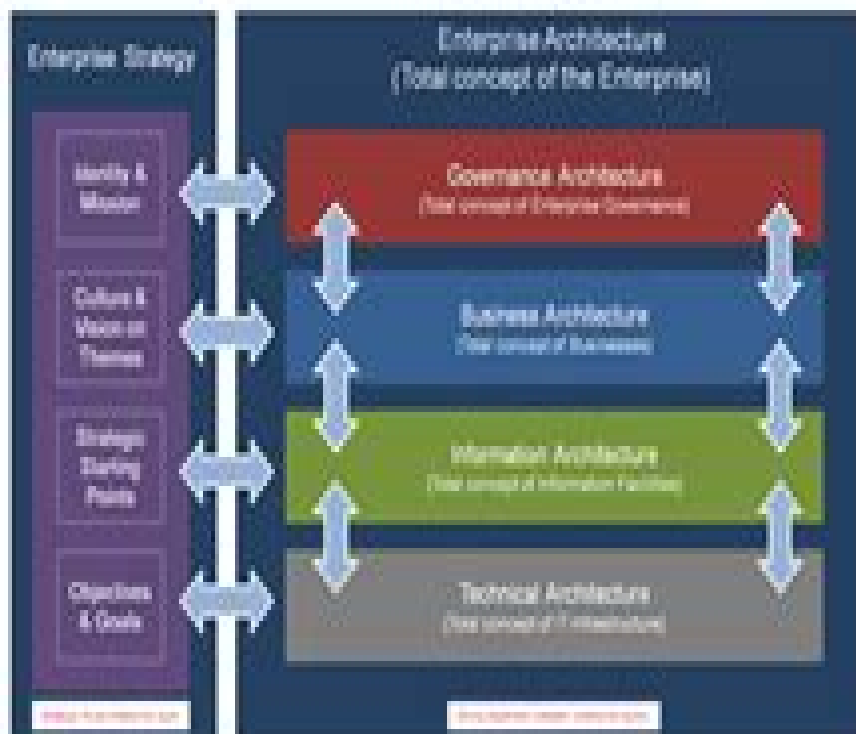 Enterprise Strategy
Identity &
Mission
Culture &
Vision on
Themes
Strategic
Starting
Points
Objectives
& Goals
Enterprise Architecture
(Total concept of the Enterprise)
Governance Architecture
(Total concept of Enterprise Governance)
Business Architecture
(Total concept of Businesses)
Information Architecture
(Total concept of Information Facilities)
Technical Architecture
(Total concept of IT Infrastructure)